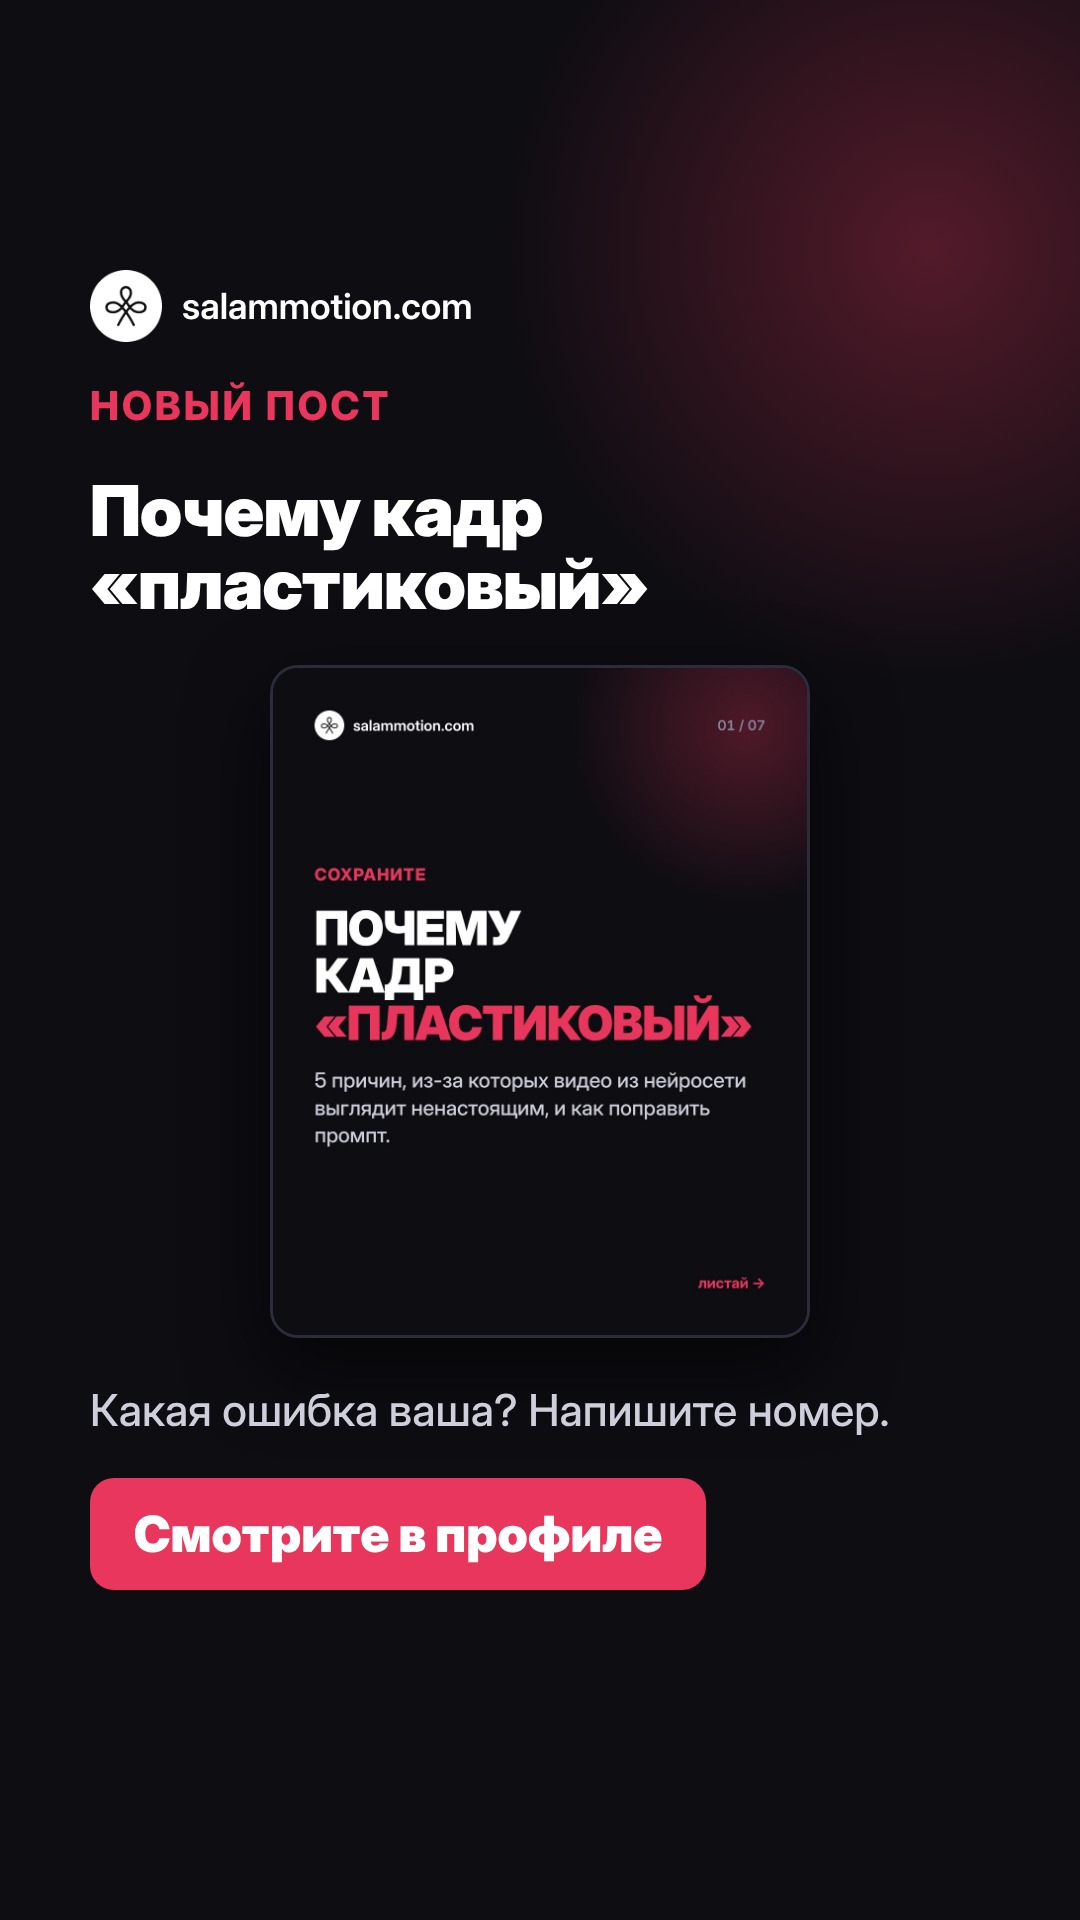 salammotion.com
НОВЫЙ ПОСТ
Почему кадр
«пластиковый»
salammotion.com
01 / 07
СОХРАНИТЕ
ПОЧЕМУ
КАДР
«ПЛАСТИКОВЫЙ»
5 причин, из-за которых видео из нейросети
выглядит ненастоящим, и как поправить
промпт.
листай →
Какая ошибка ваша? Напишите номер.
Смотрите в профиле